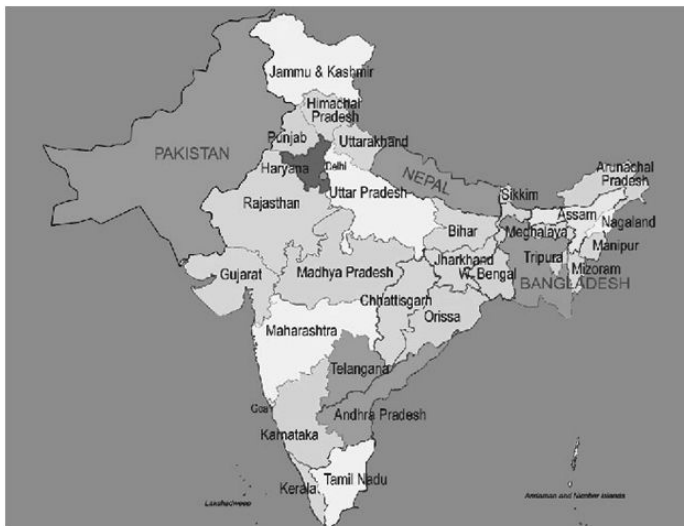 Jammu & Kashmir
Himachal
Pradesh
Punjab
Uttarakhand
PAKISTAN
Haryana
Delhi
NEPAL
Arunachal
Pradesh
Sikkim
Rajasthan
Uttar Pradesh
Assam
Nagaland
Bihar
Meghalaya
Manipur
Jharkhand
Tripura
Mizoram
Gujarat
Madhya Pradesh
W. Bengal
BANGLADESH
Chhattisgarh
Orissa
Maharashtra
Telangana
Goa
Andhra Pradesh
Karnataka
Tamil Nadu
Kerala
Lakshadweep
Andaman and Nicobar Islands